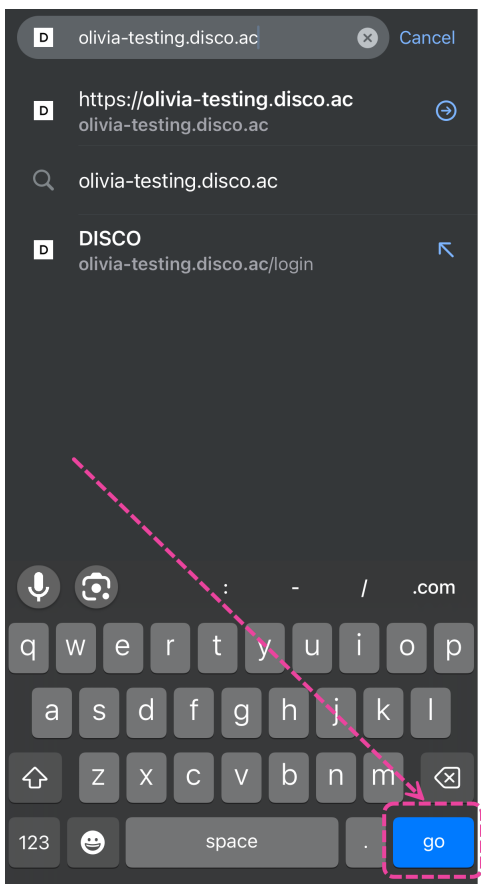 D olivia-testing.disco.ac Cancel
D https://olivia-testing.disco.ac
olivia-testing.disco.ac
olivia-testing.disco.ac
DISCO
D olivia-testing.disco.ac/login
: - / .com
q w e r t y u i o p
a s d f g h j k l
z x c v b n m
123 space . go